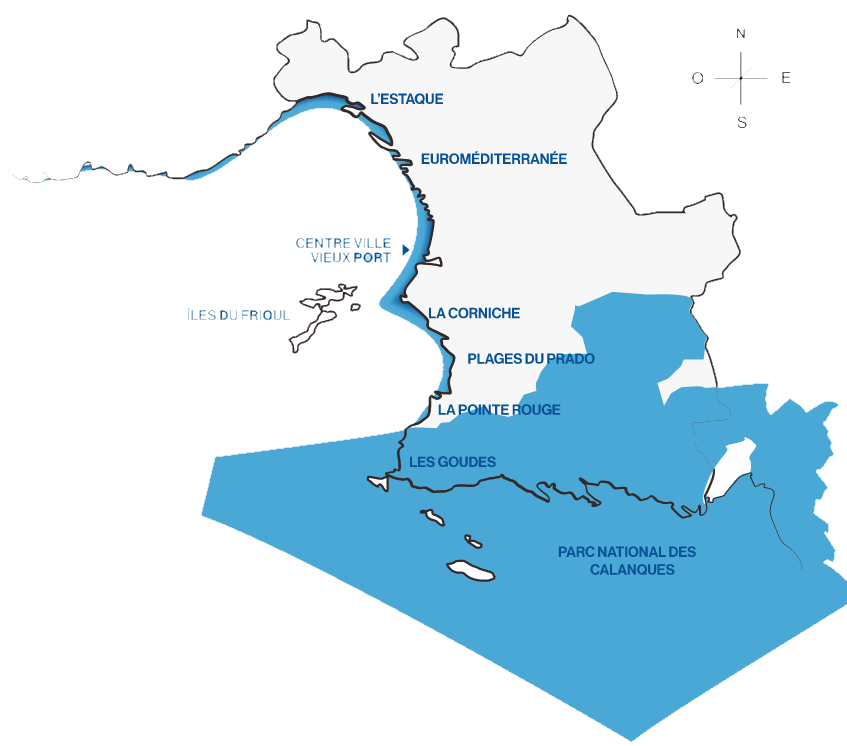 N
O E
S
L'ESTAQUE
EUROMÉDITERRANÉE
CENTRE VILLE
VIEUX PORT
ÎLES DU FRIOUL
LA CORNICHE
PLAGES DU PRADO
LA POINTE ROUGE
LES GOUDES
PARC NATIONAL DES
CALANQUES